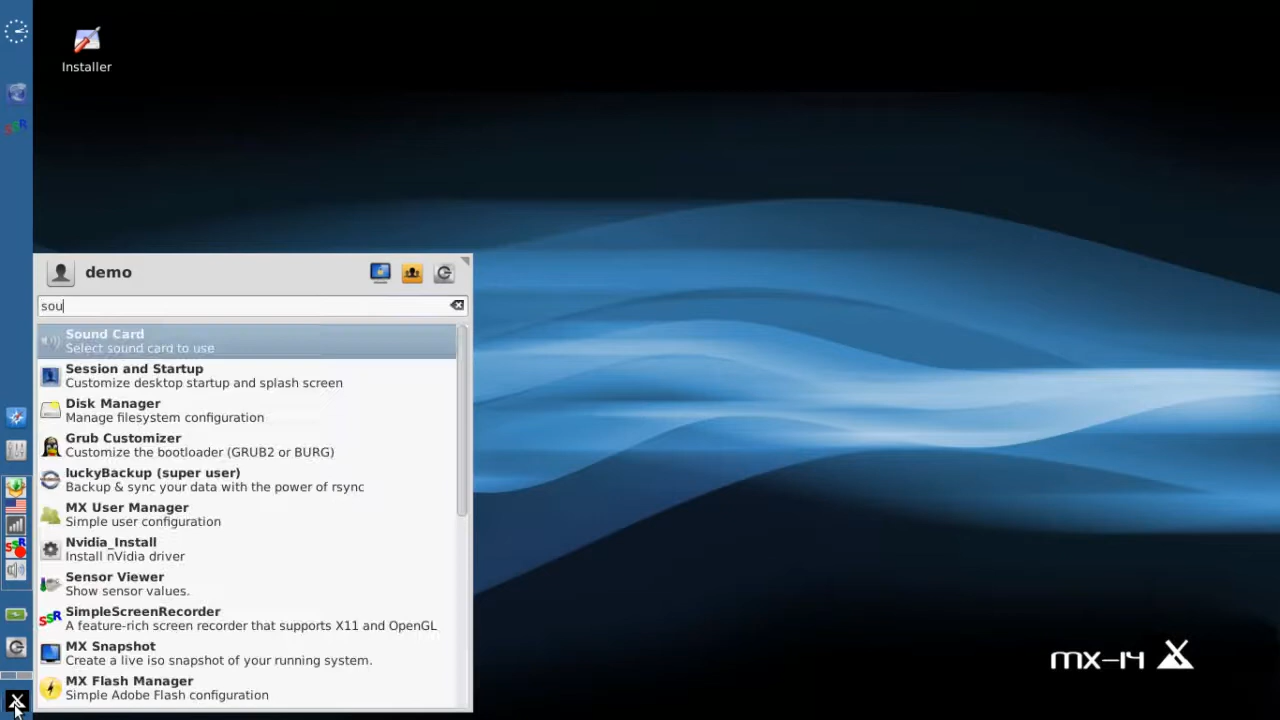 Installer
demo
sou
Sound Card
Select sound card to use
Session and Startup
Customize desktop startup and splash screen
Disk Manager
Manage filesystem configuration
Grub Customizer
Customize the bootloader (GRUB2 or BURG)
luckyBackup (super user)
Backup & sync your data with the power of rsync
MX User Manager
Simple user configuration
Nvidia_Install
Install nVidia driver
Sensor Viewer
Show sensor values.
SSR
SimpleScreenRecorder
A feature-rich screen recorder that supports X11 and OpenGL
MX Snapshot
Create a live iso snapshot of your running system.
MX Flash Manager
Simple Adobe Flash configuration
SSR
SSR
mx-14